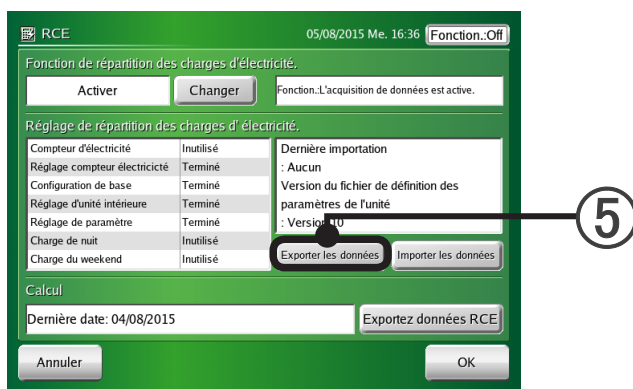 RCE 05/08/2015 Me. 16:36 Fonction.:Off
Fonction de répartition des charges d'électricité.
Activer Changer Fonction.:L'acquisition de données est active.
Réglage de répartition des charges d' électricité.
Compteur d'électricité Inutilisé
Réglage compteur électricicté Terminé
Configuration de base Terminé
Réglage d'unité intérieure Terminé
Réglage de paramètre Terminé
Charge de nuit Inutilisé
Charge du weekend Inutilisé
Dernière importation
: Aucun
Version du fichier de définition des
paramètres de l'unité
: Version 10
5
Exporter les données Importer les données
Calcul
Dernière date: 04/08/2015 Exportez données RCE
Annuler OK